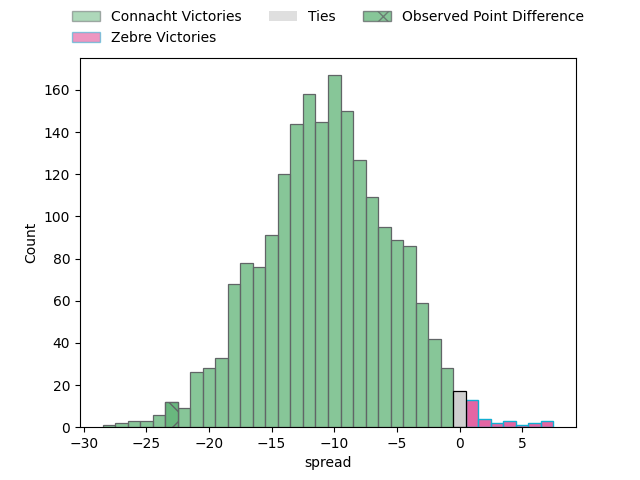 Connacht Victories
Ties
Observed Point Difference
Zebre Victories
Count
160
140
120
100
80
60
40
20
0
−30
−25
−20
−15
−10
−5
0
5
spread